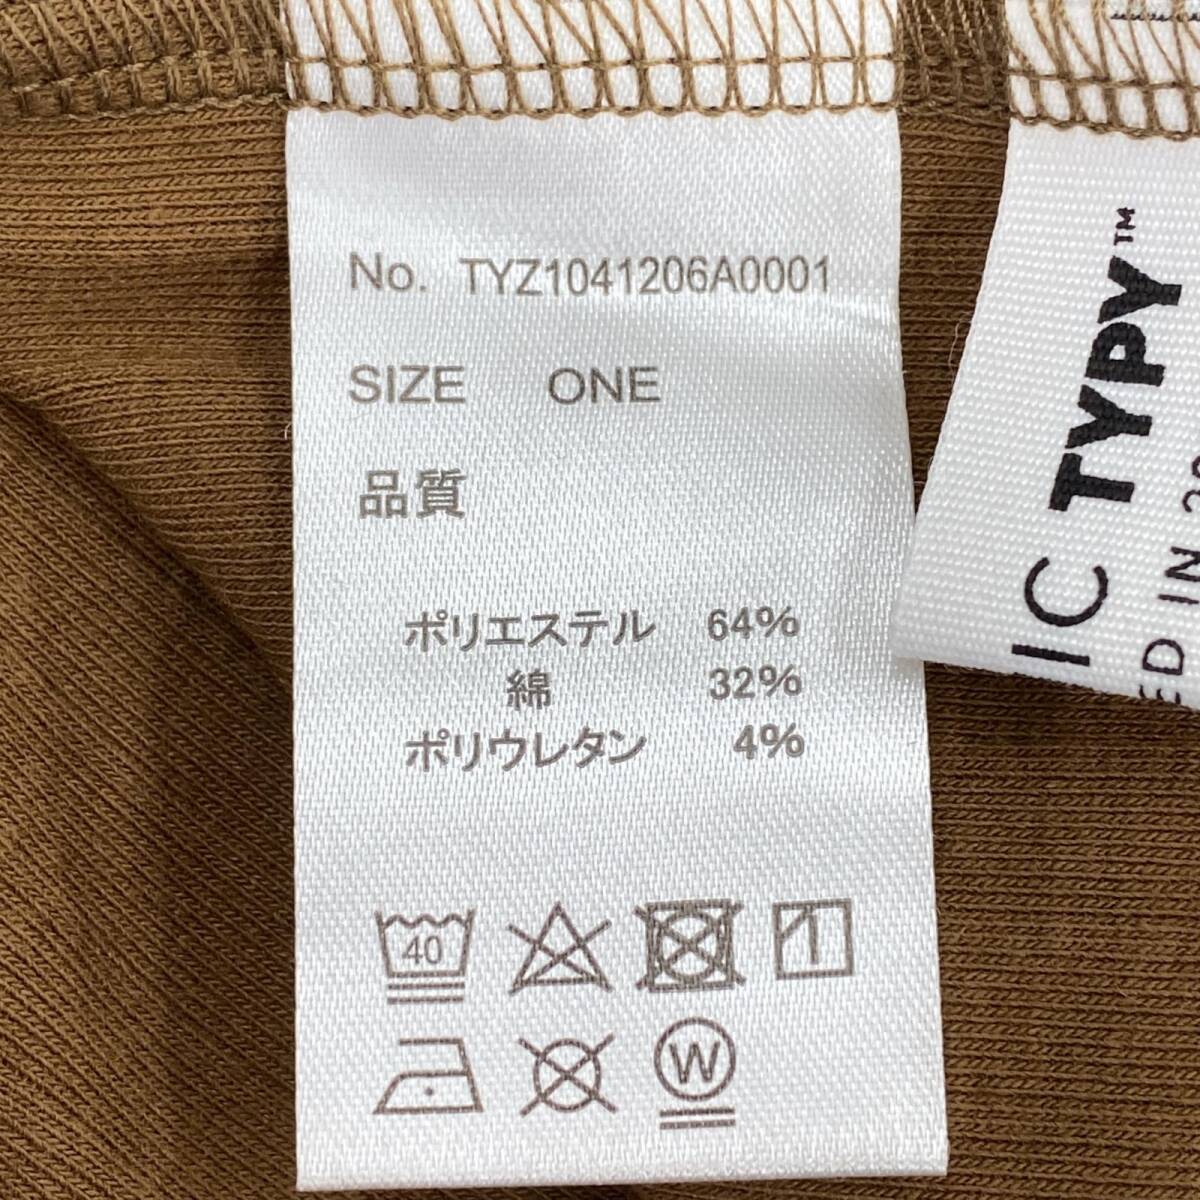 No. TYZ1041206A0001
SIZE ONE
品質
ポリエステル 64%
綿 32%
ポリウレタン 4%
40
W
IC TYPY™
ED IN 20